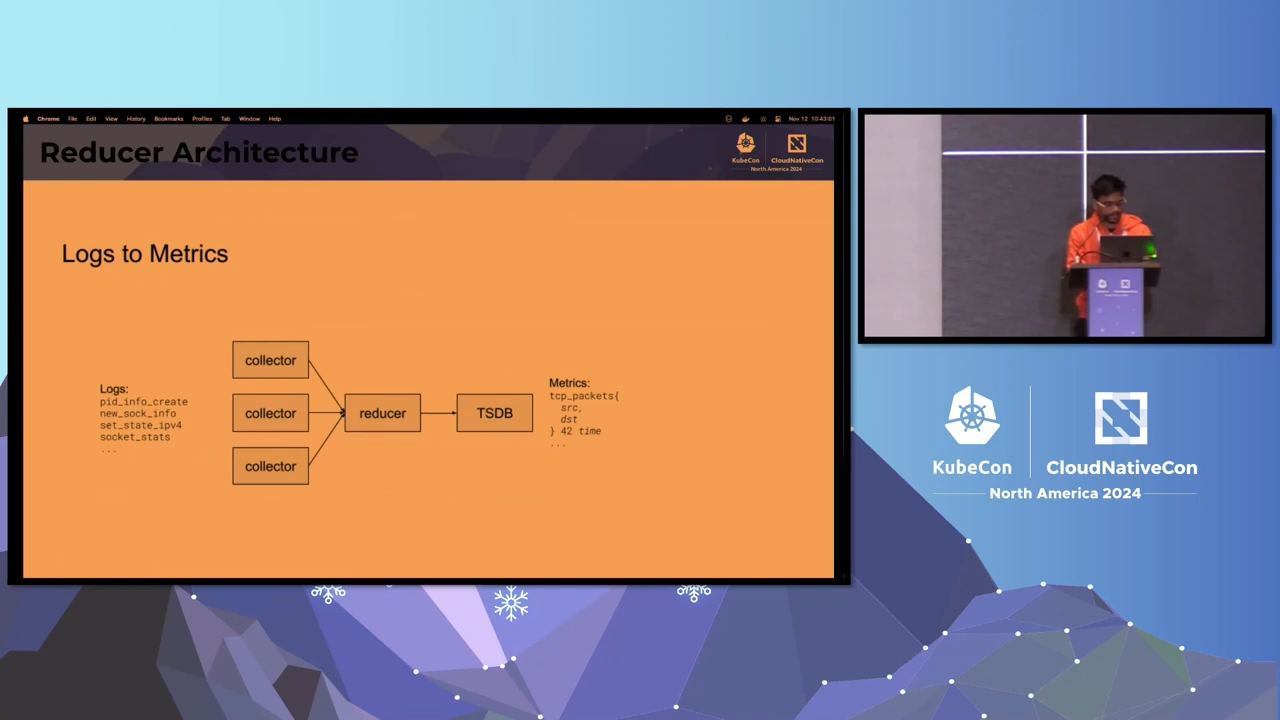 Chrome File Edit View History Bookmarks Profiles Tab Window Help Nov 12 10:43:01
Reducer Architecture
KubeCon CloudNativeCon
North America 2024
Logs to Metrics
collector
collector
collector
Logs:
pid_info_create
new_sock_info
set_state_ipv4
socket_stats
...
reducer
TSDB
Metrics:
tcp_packets{
src,
dst
} 42 time
...
KubeCon CloudNativeCon
North America 2024